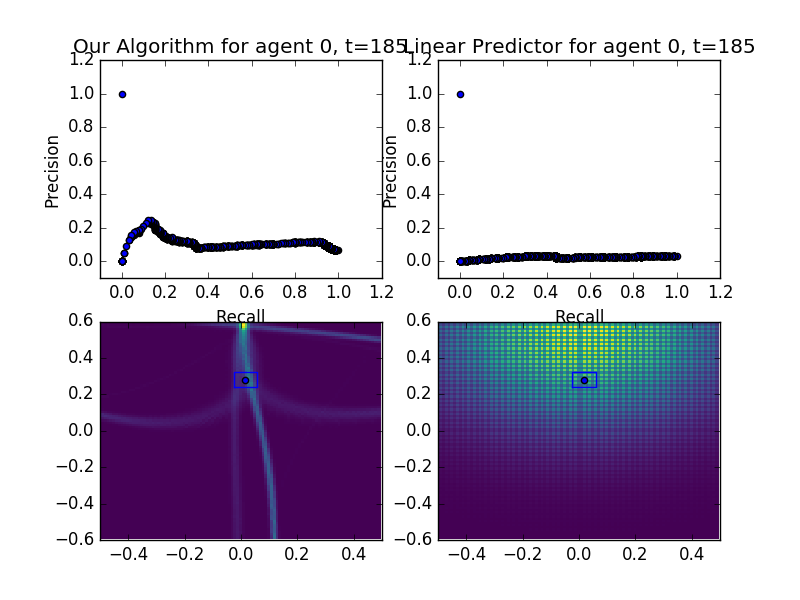 Our Algorithm for agent 0, t=185
Linear Predictor for agent 0, t=185
1.2
1.0
0.8
0.6
0.4
0.2
0.0
Precision
0.0 0.2 0.4 0.6 0.8 1.0 1.2
Recall
1.2
1.0
0.8
0.6
0.4
0.2
0.0
Precision
0.0 0.2 0.4 0.6 0.8 1.0 1.2
Recall
0.6
0.4
0.2
0.0
−0.2
−0.4
−0.6
−0.4 −0.2 0.0 0.2 0.4
0.6
0.4
0.2
0.0
−0.2
−0.4
−0.6
−0.4 −0.2 0.0 0.2 0.4